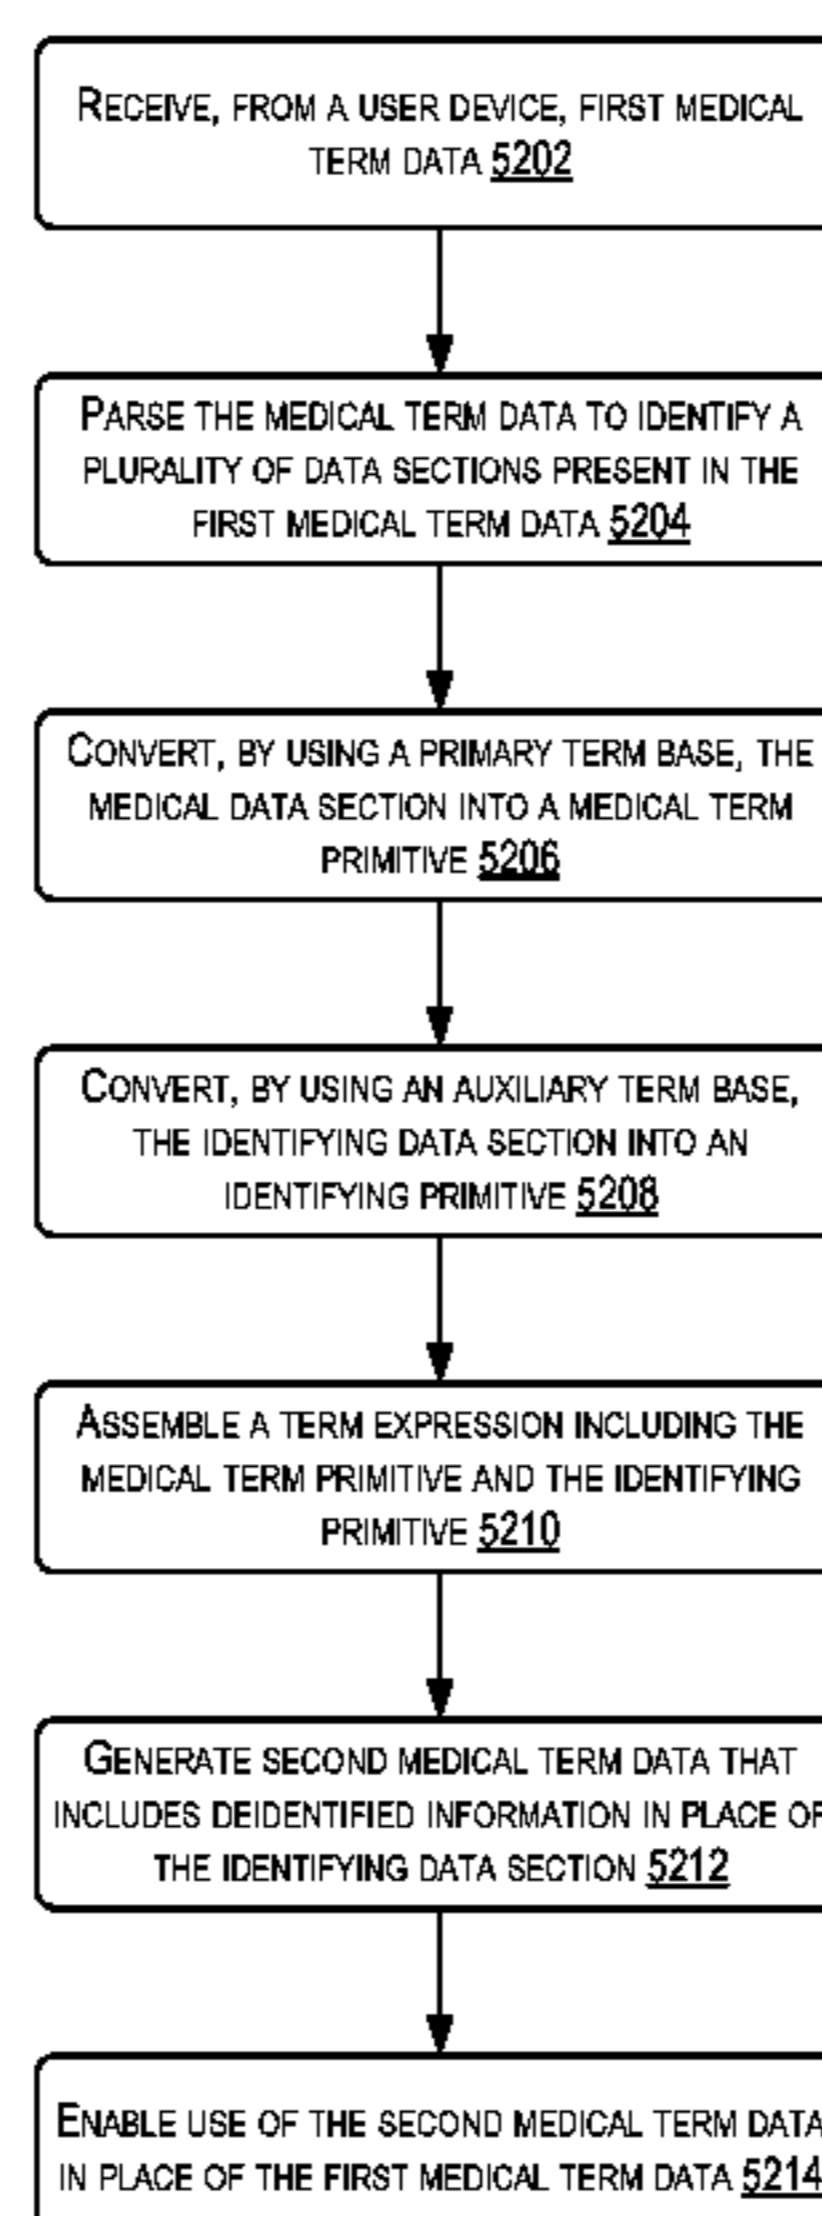 RECEIVE, FROM A USER DEVICE, FIRST MEDICAL
TERM DATA 5202
PARSE THE MEDICAL TERM DATA TO IDENTIFY A
PLURALITY OF DATA SECTIONS PRESENT IN THE
FIRST MEDICAL TERM DATA 5204
CONVERT, BY USING A PRIMARY TERM BASE, THE
MEDICAL DATA SECTION INTO A MEDICAL TERM
PRIMITIVE 5206
CONVERT, BY USING AN AUXILIARY TERM BASE,
THE IDENTIFYING DATA SECTION INTO AN
IDENTIFYING PRIMITIVE 5208
ASSEMBLE A TERM EXPRESSION INCLUDING THE
MEDICAL TERM PRIMITIVE AND THE IDENTIFYING
PRIMITIVE 5210
GENERATE SECOND MEDICAL TERM DATA THAT
INCLUDES DEIDENTIFIED INFORMATION IN PLACE OF
THE IDENTIFYING DATA SECTION 5212
ENABLE USE OF THE SECOND MEDICAL TERM DATA
IN PLACE OF THE FIRST MEDICAL TERM DATA 5214